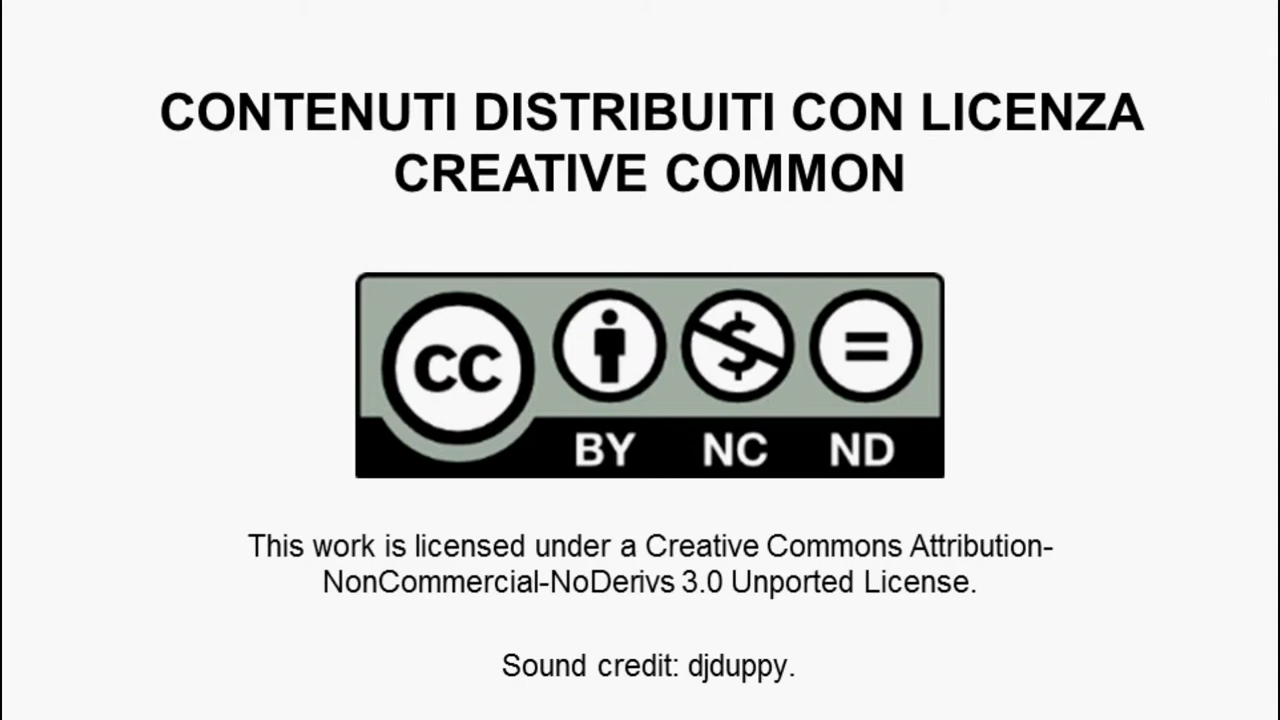 CONTENUTI DISTRIBUITI CON LICENZA
CREATIVE COMMON
CC
BY NC ND
This work is licensed under a Creative Commons Attribution-
NonCommercial-NoDerivs 3.0 Unported License.
Sound credit: djduppy.